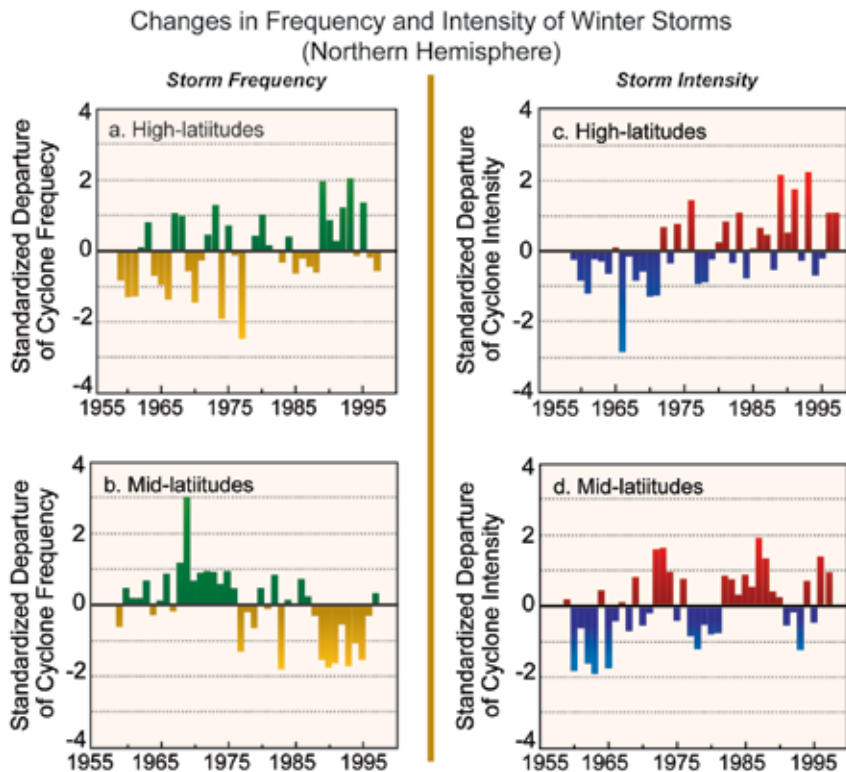 Changes in Frequency and Intensity of Winter Storms
(Northern Hemisphere)
Storm Frequency
Storm Intensity
Standardized Departure
of Cyclone Frequecy
4
2
0
-2
-4
a. High-latiitudes
1955 1965 1975 1985 1995
Standardized Departure
of Cyclone Intensity
4
2
0
-2
-4
c. High-latitudes
1955 1965 1975 1985 1995
Standardized Departure
of Cyclone Frequency
4
2
0
-2
-4
b. Mid-latiitudes
1955 1965 1975 1985 1995
Standardized Departure
of Cyclone Intensity
4
2
0
-2
-4
d. Mid-latiitudes
1955 1965 1975 1985 1995